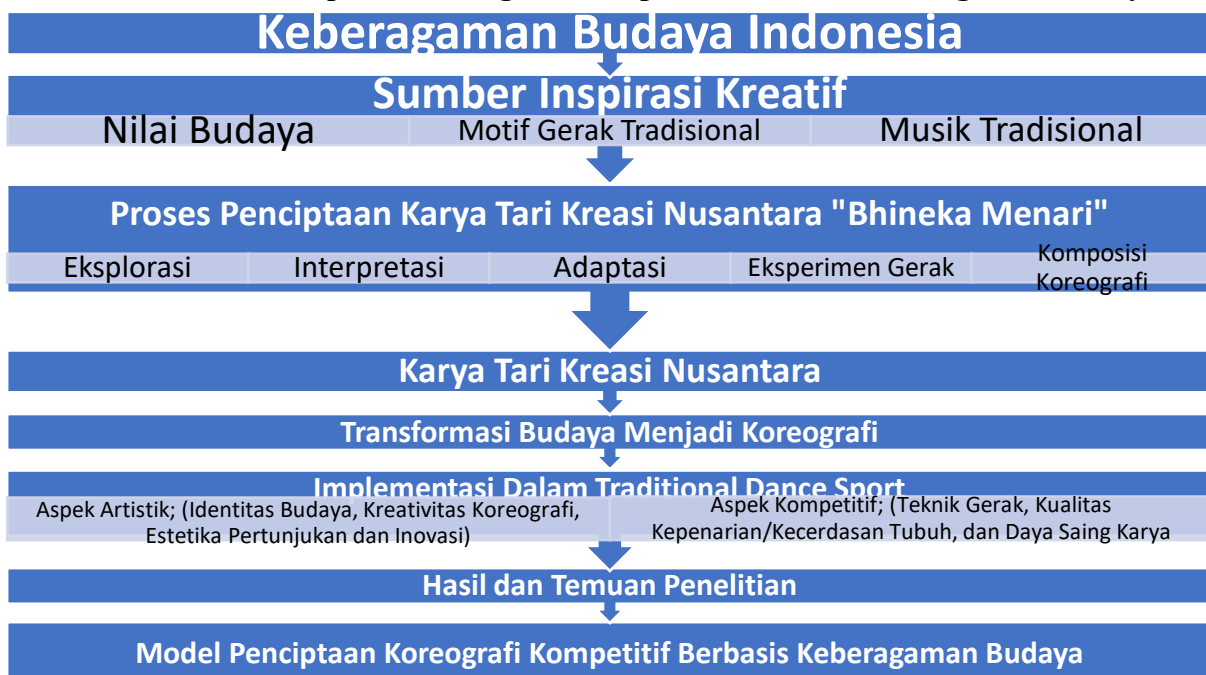 Keberagaman Budaya Indonesia
Sumber Inspirasi Kreatif
Nilai Budaya
Motif Gerak Tradisional
Musik Tradisional
Proses Penciptaan Karya Tari Kreasi Nusantara "Bhineka Menari"
Eksplorasi
Interpretasi
Adaptasi
Eksperimen Gerak
Komposisi
Koreografi
Karya Tari Kreasi Nusantara
Transformasi Budaya Menjadi Koreografi
Implementasi Dalam Traditional Dance Sport
Aspek Artistik; (Identitas Budaya, Kreativitas Koreografi,
Estetika Pertunjukan dan Inovasi)
Aspek Kompetitif; (Teknik Gerak, Kualitas
Kepenarian/Kecerdasan Tubuh, dan Daya Saing Karya
Hasil dan Temuan Penelitian
Model Penciptaan Koreografi Kompetitif Berbasis Keberagaman Budaya